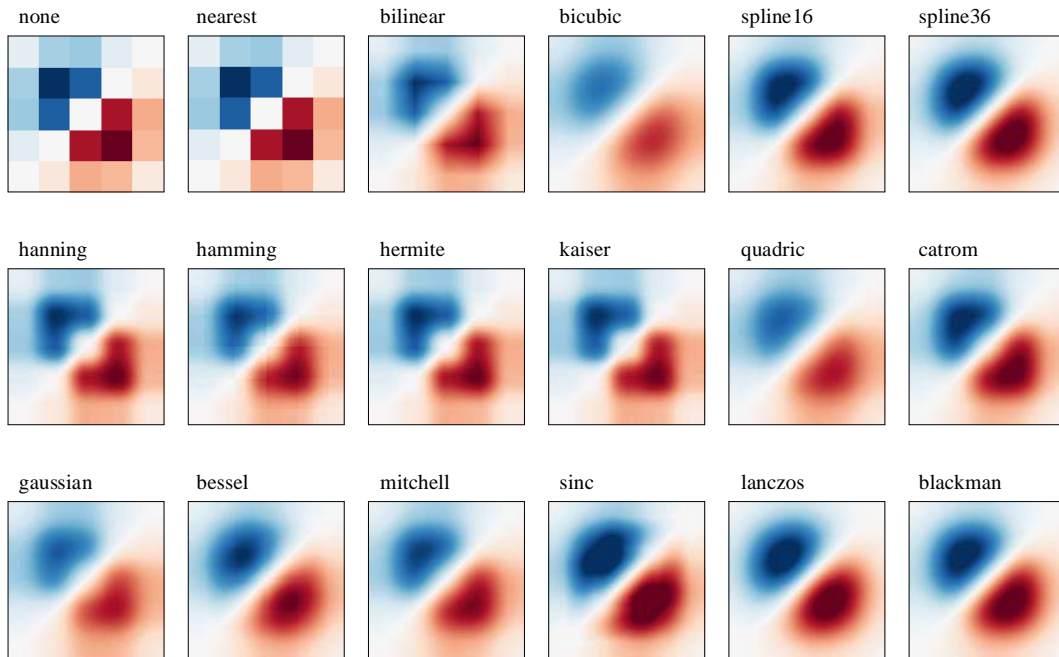 none nearest bilinear bicubic spline16 spline36
hanning hamming hermite kaiser quadric catrom
gaussian bessel mitchell sinc lanczos blackman